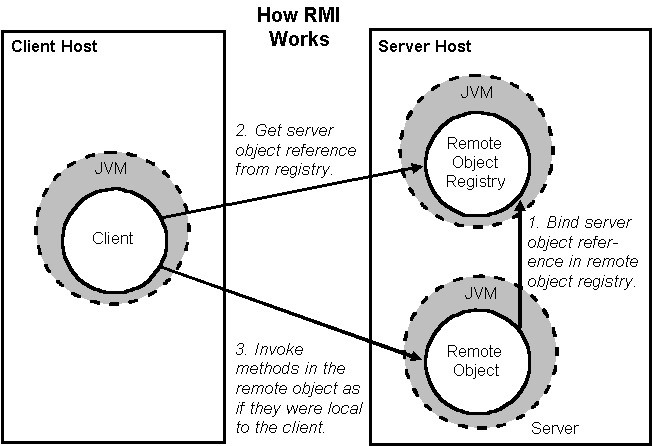 How RMI
Works
Client Host
Server Host
JVM
Client
2. Get server
object reference
from registry.
JVM
Remote
Object
Registry
1. Bind server
object refer-
ence in remote
object registry.
3. Invoke
methods in the
remote object as
if they were local
to the client.
JVM
Remote
Object
Server